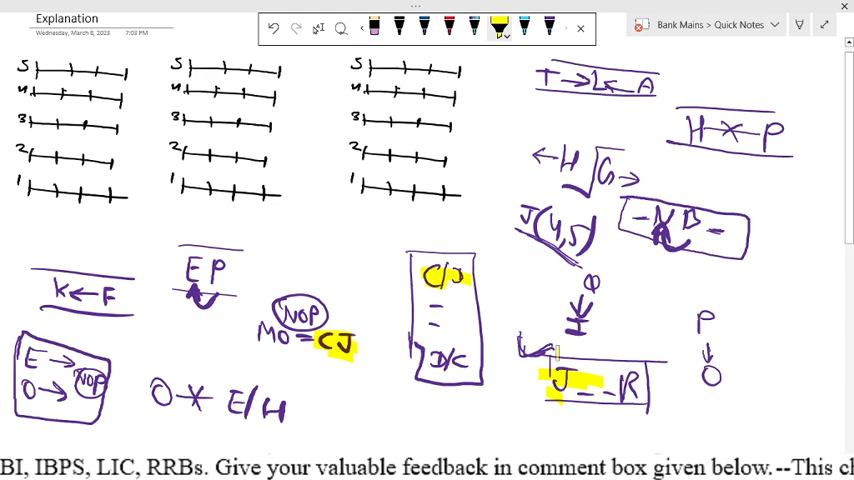 Explanation
Wednesday, March 8, 2023 7:03 PM
Bank Mains > Quick Notes
5 5 5
4 4 4
3 3 3
2 2 2
1 1 1
T → L ← A
H ✗ P
← H G →
J(4,5)
- N B -
E P
K ← F
NOP
MO = CJ
C/J
=
D/C
Q
↓
H
P
↓
O
J _ _ R
E →
O → NOP
O ✗ E/H
BI, IBPS, LIC, RRBs. Give your valuable feedback in comment box given below.--This ch